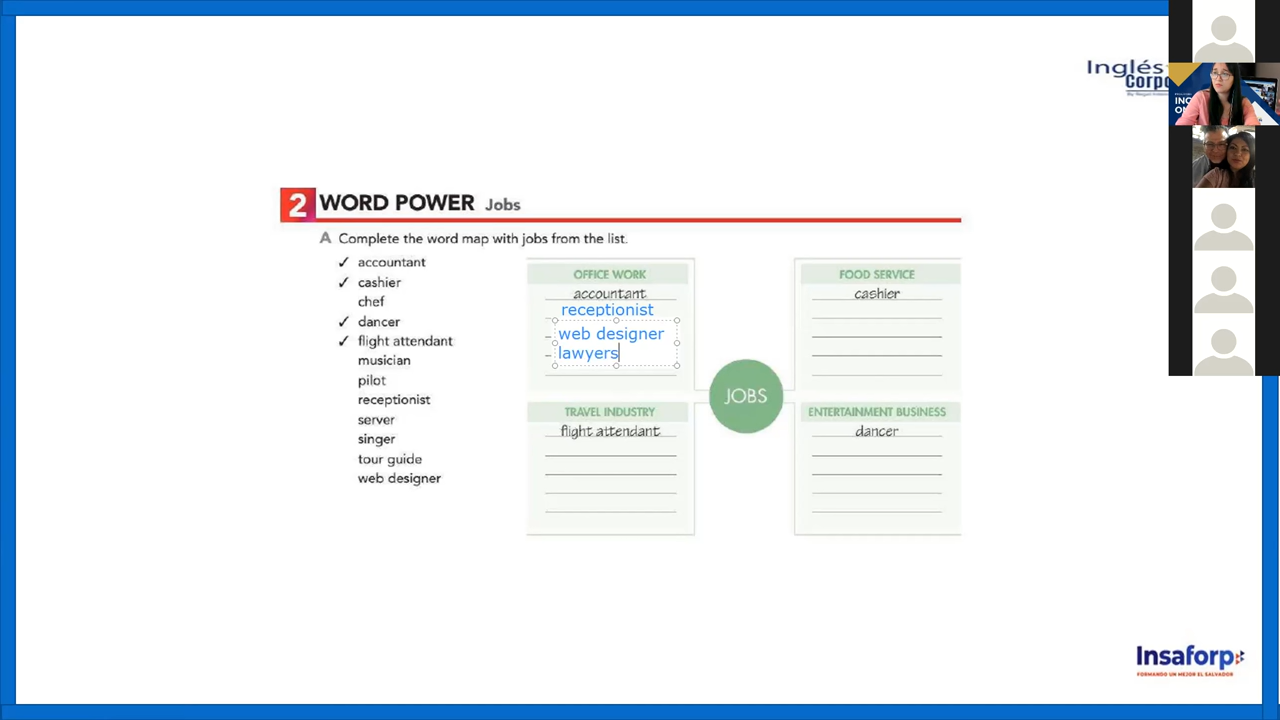 Inglés
Corpo
2 WORD POWER Jobs
A Complete the word map with jobs from the list.
✓ accountant
✓ cashier
chef
✓ dancer
✓ flight attendant
musician
pilot
receptionist
server
singer
tour guide
web designer
OFFICE WORK
accountant
receptionist
web designer
lawyers
FOOD SERVICE
cashier
JOBS
TRAVEL INDUSTRY
flight attendant
ENTERTAINMENT BUSINESS
dancer
Insaforp
FORMANDO UN MEJOR EL SALVADOR